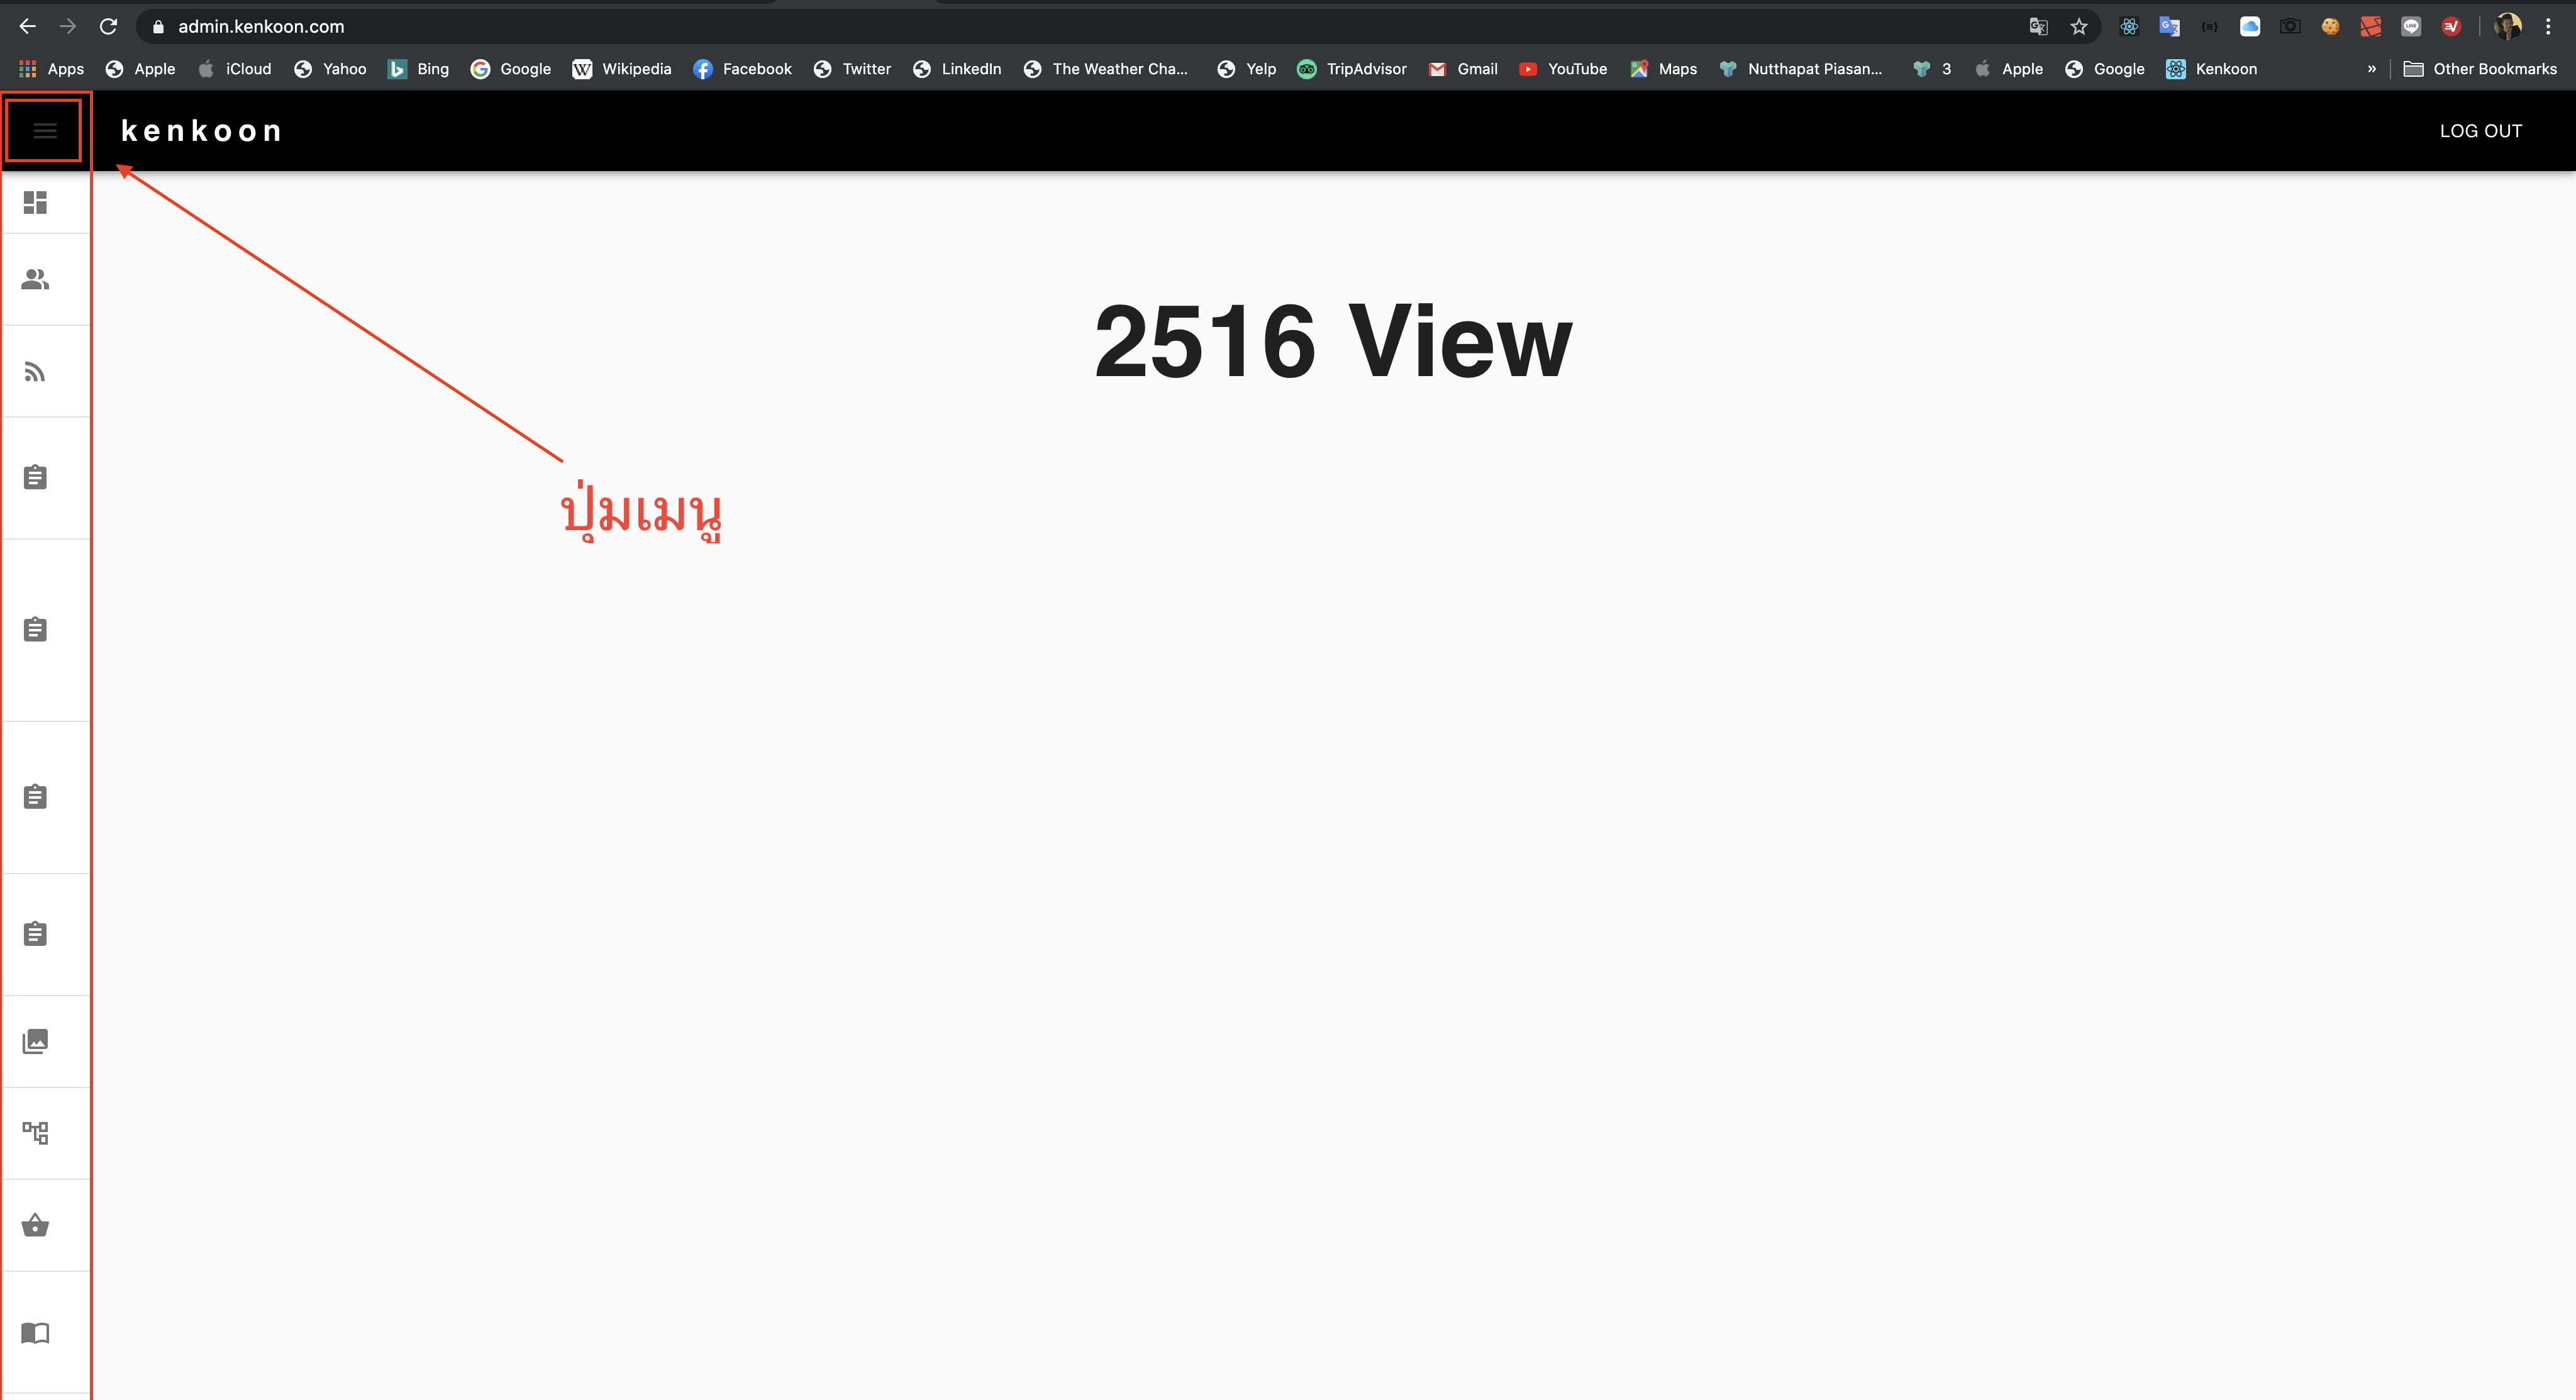 admin.kenkoon.com
Apps Apple iCloud Yahoo Bing Google Wikipedia Facebook Twitter LinkedIn The Weather Cha... Yelp TripAdvisor Gmail YouTube Maps Nutthapat Piasan... 3 Apple Google Kenkoon » Other Bookmarks
kenkoon LOG OUT
2516 View
ปุ่มเมนู